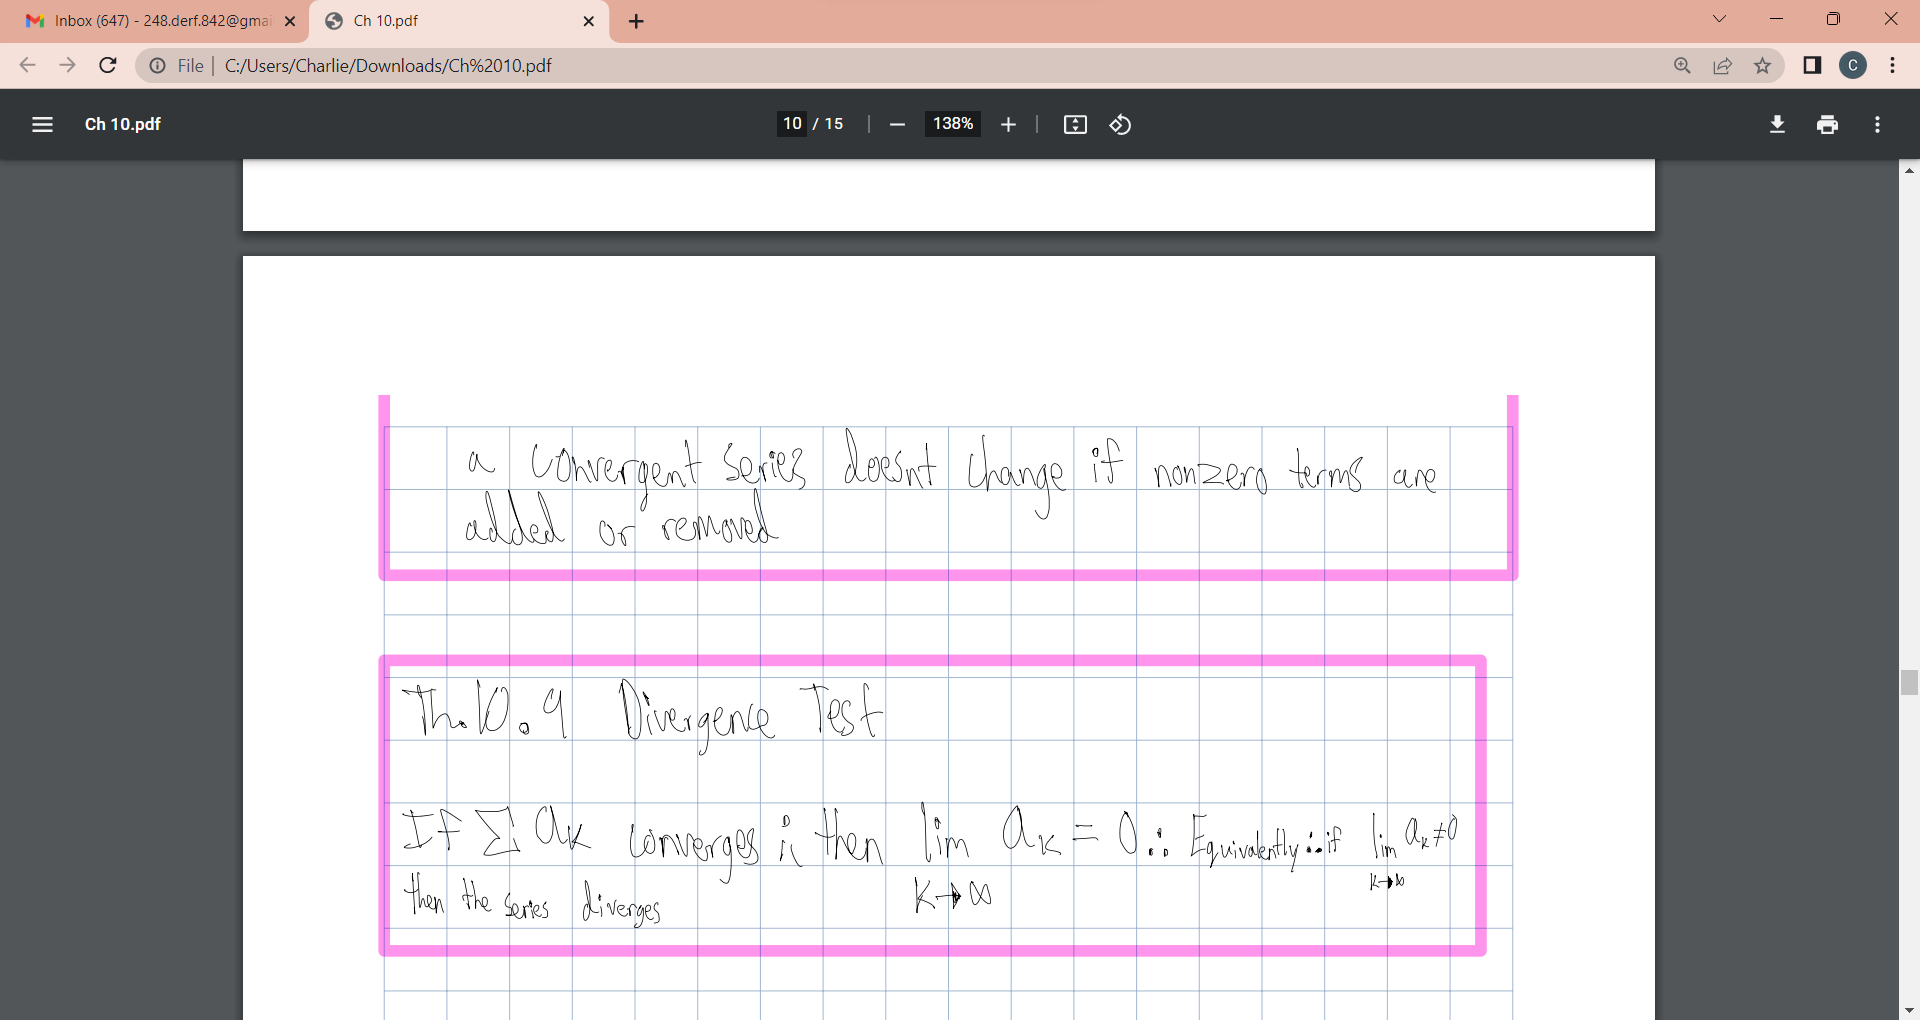 Inbox (647) - 248.derf.842@gmai
Ch 10.pdf
File | C:/Users/Charlie/Downloads/Ch%2010.pdf
C
Ch 10.pdf
10 / 15
138%
a convergent series doesnt change if nonzero terms are
added or removed
Th.10.9 Divergence Test
If Σ ak converges ∴ then lim ak = 0 ∴ Equivalently ∴ if lim ak≠0
k→∞
k→∞
then the series diverges